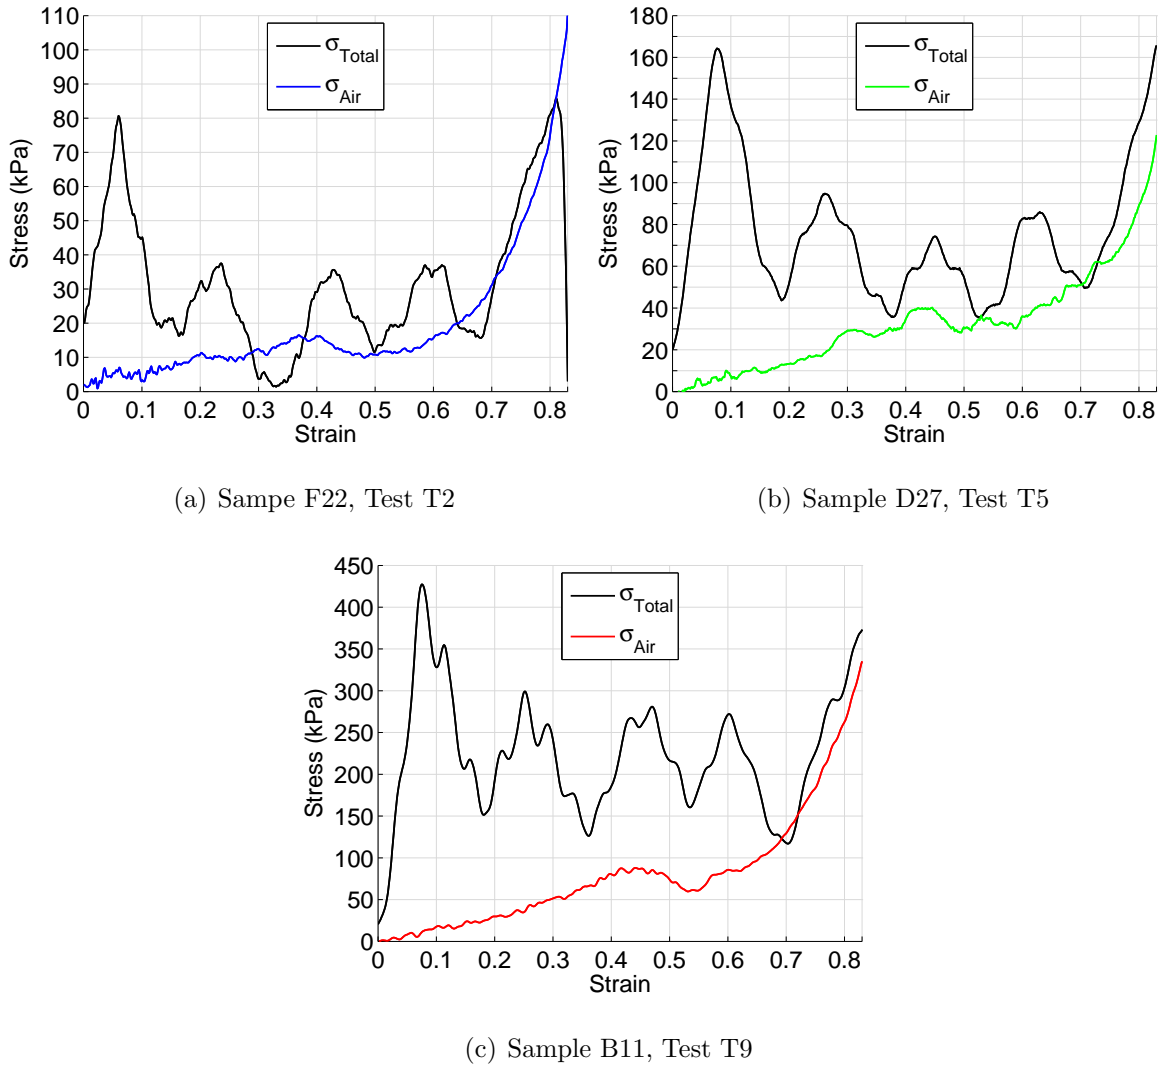 110
100
90
80
70
60
50
40
30
20
10
0
Stress (kPa)
σTotal
σAir
0 0.1 0.2 0.3 0.4 0.5 0.6 0.7 0.8
Strain
(a) Sampe F22, Test T2
180
160
140
120
100
80
60
40
20
0
Stress (kPa)
σTotal
σAir
0 0.1 0.2 0.3 0.4 0.5 0.6 0.7 0.8
Strain
(b) Sample D27, Test T5
450
400
350
300
250
200
150
100
50
0
Stress (kPa)
σTotal
σAir
0 0.1 0.2 0.3 0.4 0.5 0.6 0.7 0.8
Strain
(c) Sample B11, Test T9